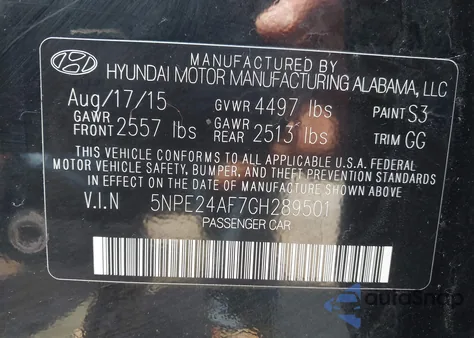 MANUFACTURED BY
HYUNDAI MOTOR MANUFACTURING ALABAMA, LLC
Aug/17/15 GVWR 4497 lbs PAINT S3
GAWR FRONT 2557 lbs GAWR REAR 2513 lbs TRIM GG
THIS VEHICLE CONFORMS TO ALL APPLICABLE U.S.A. FEDERAL
MOTOR VEHICLE SAFETY, BUMPER, AND THEFT PREVENTION
STANDARDS IN EFFECT ON THE DATE OF MANUFACTURE SHOWN ABOVE.
V.I.N 5NPE24AF7GH289501
PASSENGER CAR
autoSnap